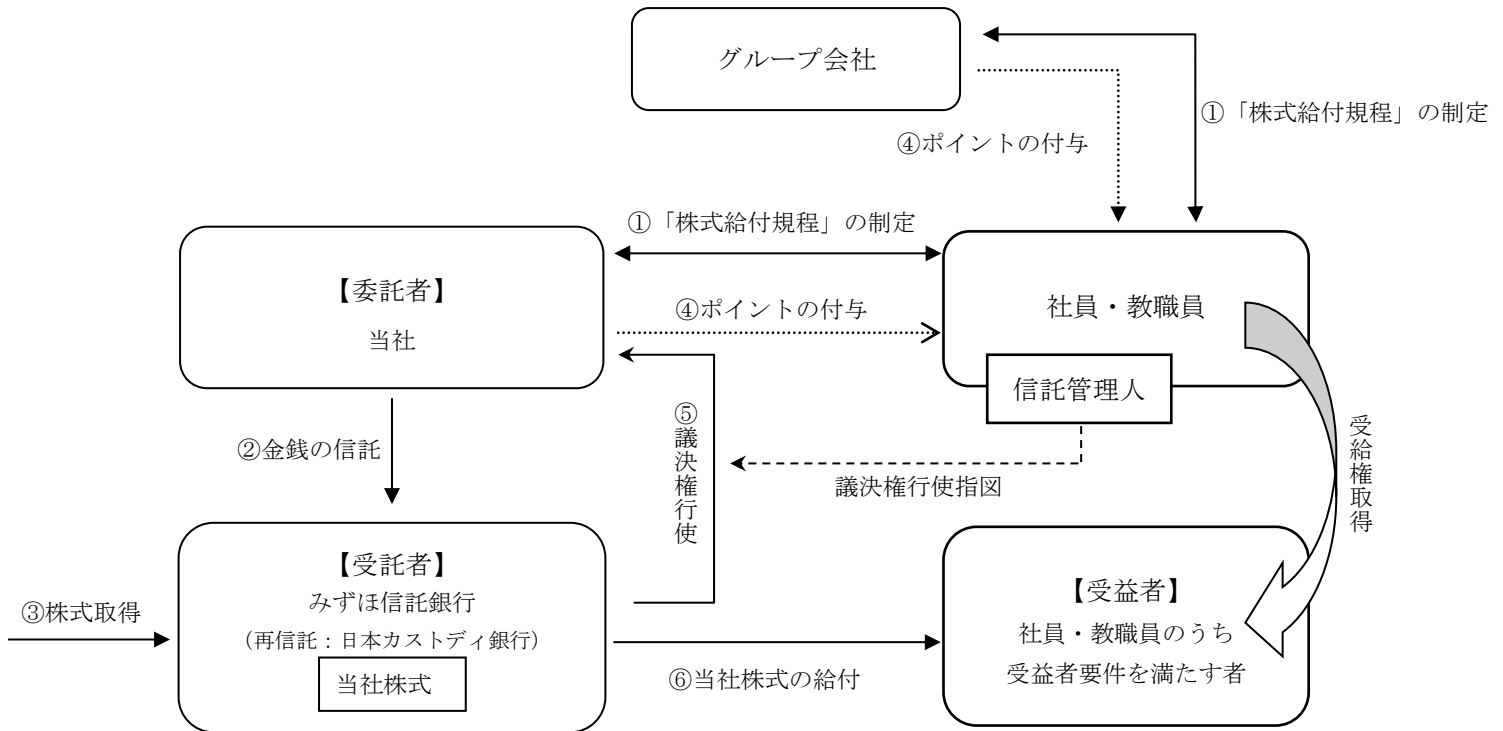 グループ会社
①「株式給付規程」の制定
④ポイントの付与
①「株式給付規程」の制定
【委託者】
当社
④ポイントの付与
社員・教職員
信託管理人
②金銭の信託
⑤議決権行使
議決権行使指図
受給権取得
【受託者】
みずほ信託銀行
（再信託：日本カストディ銀行）
当社株式
③株式取得
⑥当社株式の給付
【受益者】
社員・教職員のうち
受益者要件を満たす者